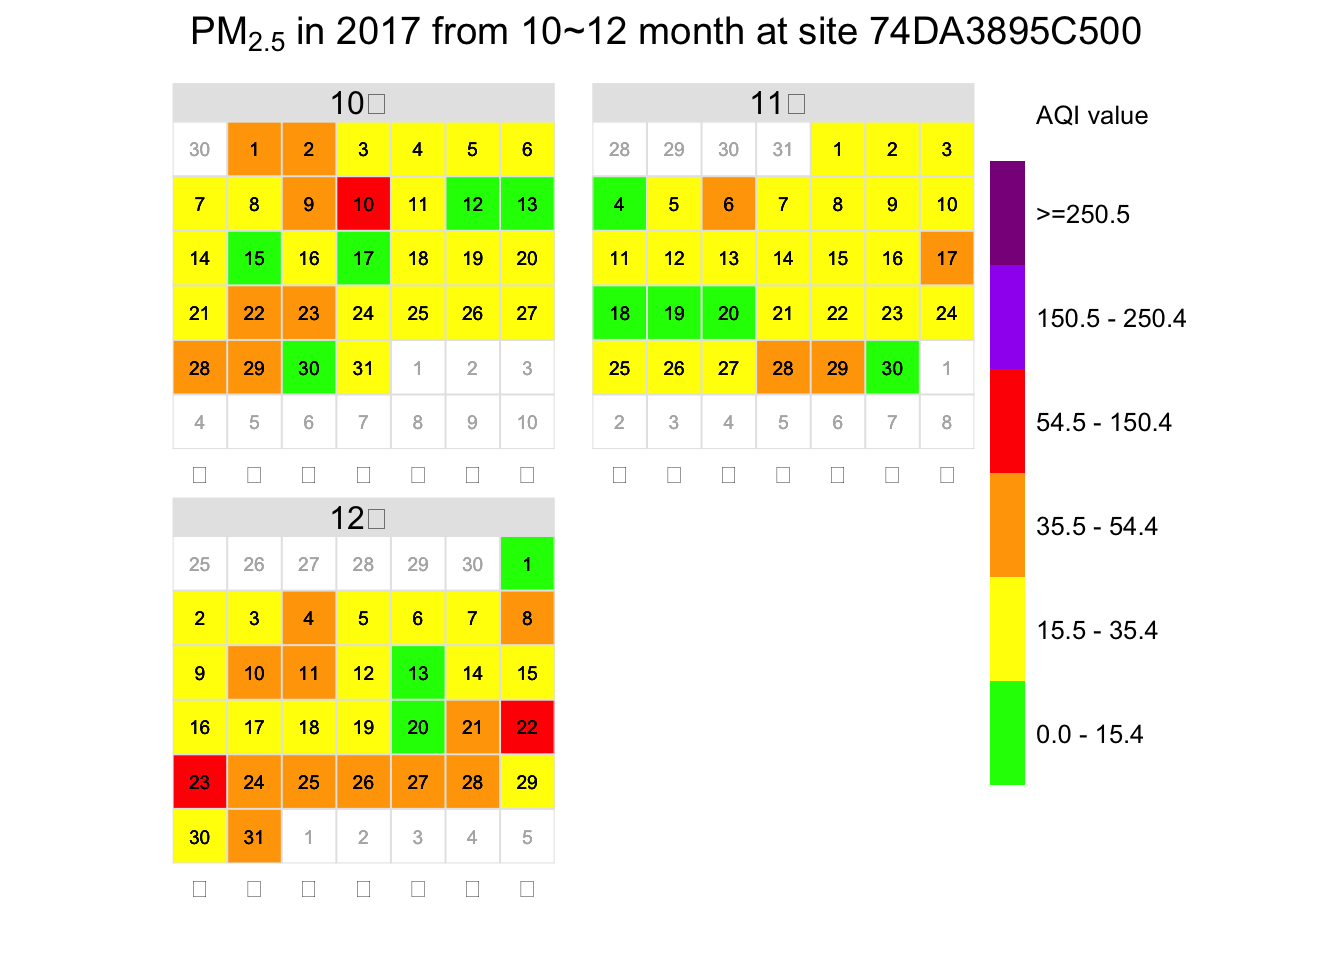 PM2.5 in 2017 from 10~12 month at site 74DA3895C500
10□ 11□
AQI value
30 1 2 3 4 5 6
28 29 30 31 1 2 3
7 8 9 10 11 12 13
4 5 6 7 8 9 10
14 15 16 17 18 19 20
11 12 13 14 15 16 17
21 22 23 24 25 26 27
18 19 20 21 22 23 24
28 29 30 31 1 2 3
25 26 27 28 29 30 1
4 5 6 7 8 9 10
2 3 4 5 6 7 8
□ □ □ □ □ □ □
□ □ □ □ □ □ □
12□
25 26 27 28 29 30 1
2 3 4 5 6 7 8
9 10 11 12 13 14 15
16 17 18 19 20 21 22
23 24 25 26 27 28 29
30 31 1 2 3 4 5
□ □ □ □ □ □ □
>=250.5
150.5 - 250.4
54.5 - 150.4
35.5 - 54.4
15.5 - 35.4
0.0 - 15.4